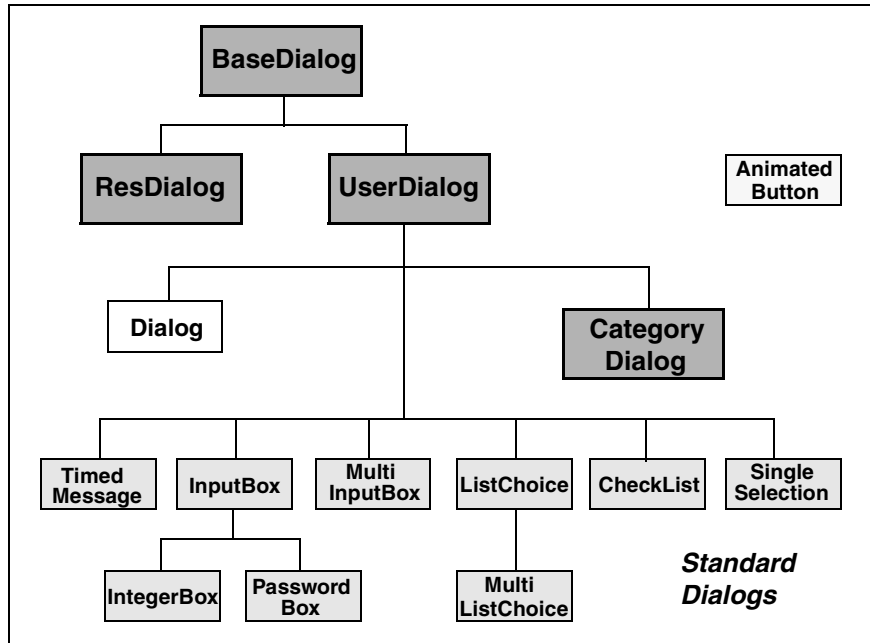 BaseDialog
ResDialog
UserDialog
Animated
Button
Dialog
Category
Dialog
Timed
Message
InputBox
Multi
InputBox
ListChoice
CheckList
Single
Selection
IntegerBox
Password
Box
Multi
ListChoice
Standard
Dialogs